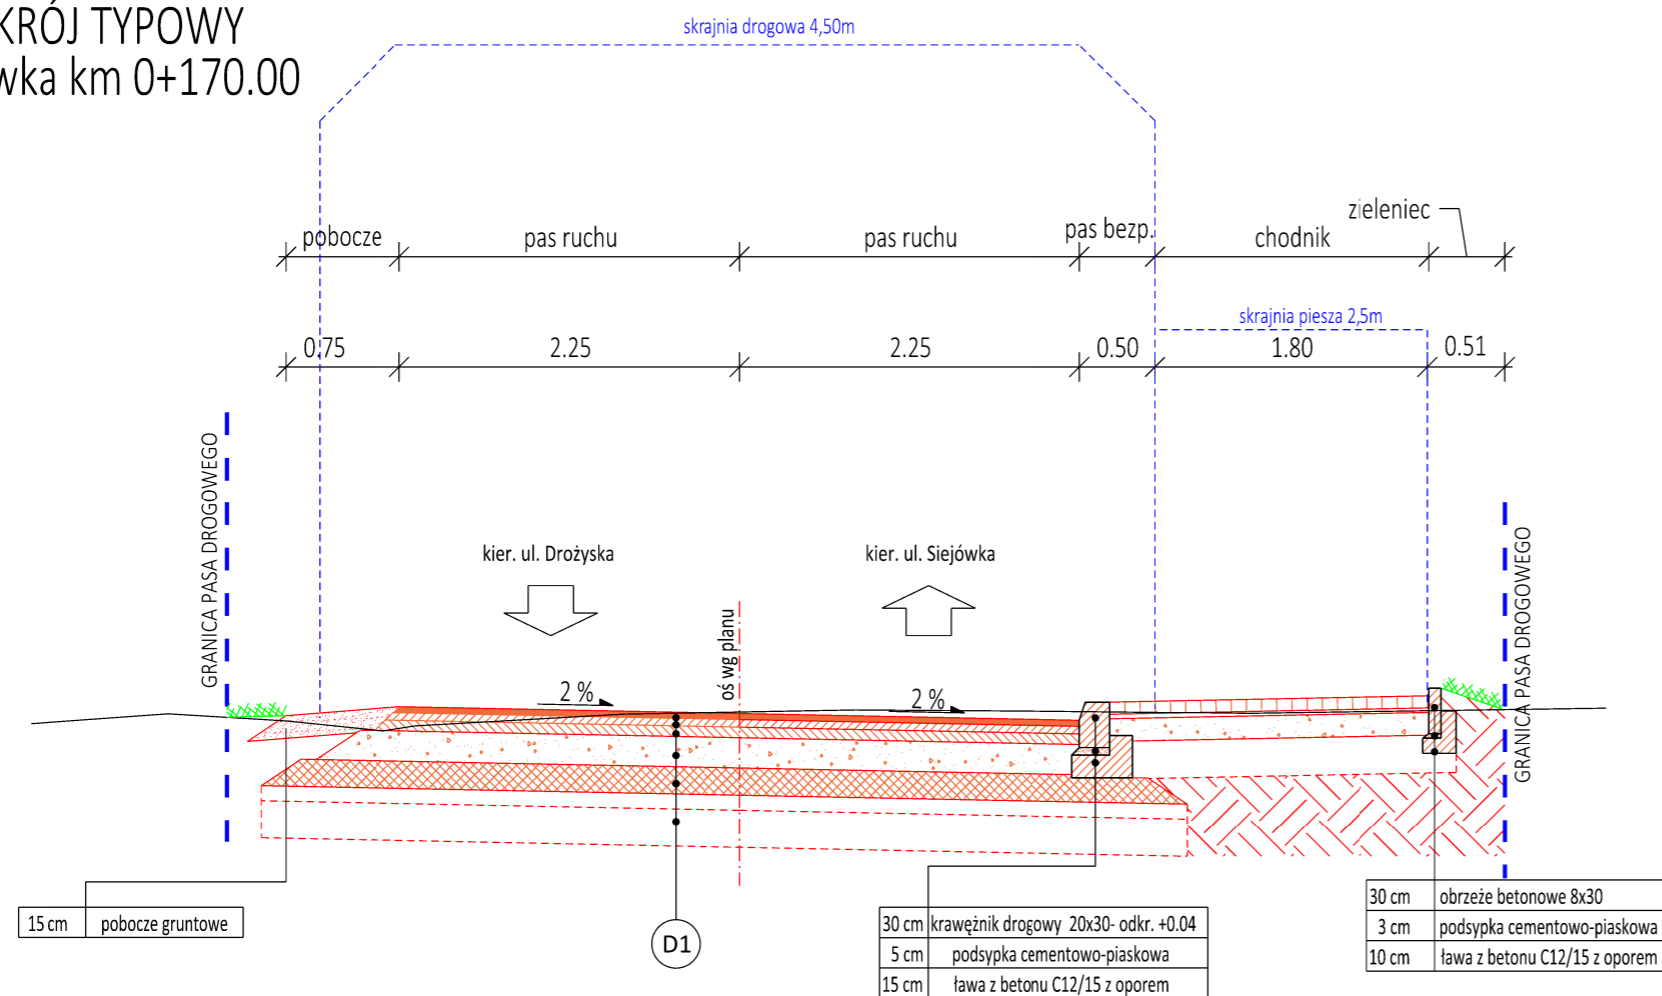 KRÓJ TYPOWY
wka km 0+170.00
skrajnia drogowa 4,50m
zieleniec
pobocze pas ruchu pas ruchu pas bezp. chodnik
skrajnia piesza 2,5m
0.75 2.25 2.25 0.50 1.80 0.51
GRANICA PASA DROGOWEGO
kier. ul. Drożyska
kier. ul. Siejówka
GRANICA PASA DROGOWEGO
oś wg planu
2 %
2 %
15 cm pobocze gruntowe
D1
30 cm krawężnik drogowy 20x30- odkr. +0.04
5 cm podsypka cementowo-piaskowa
15 cm ława z betonu C12/15 z oporem
30 cm obrzeże betonowe 8x30
3 cm podsypka cementowo-piaskowa
10 cm ława z betonu C12/15 z oporem